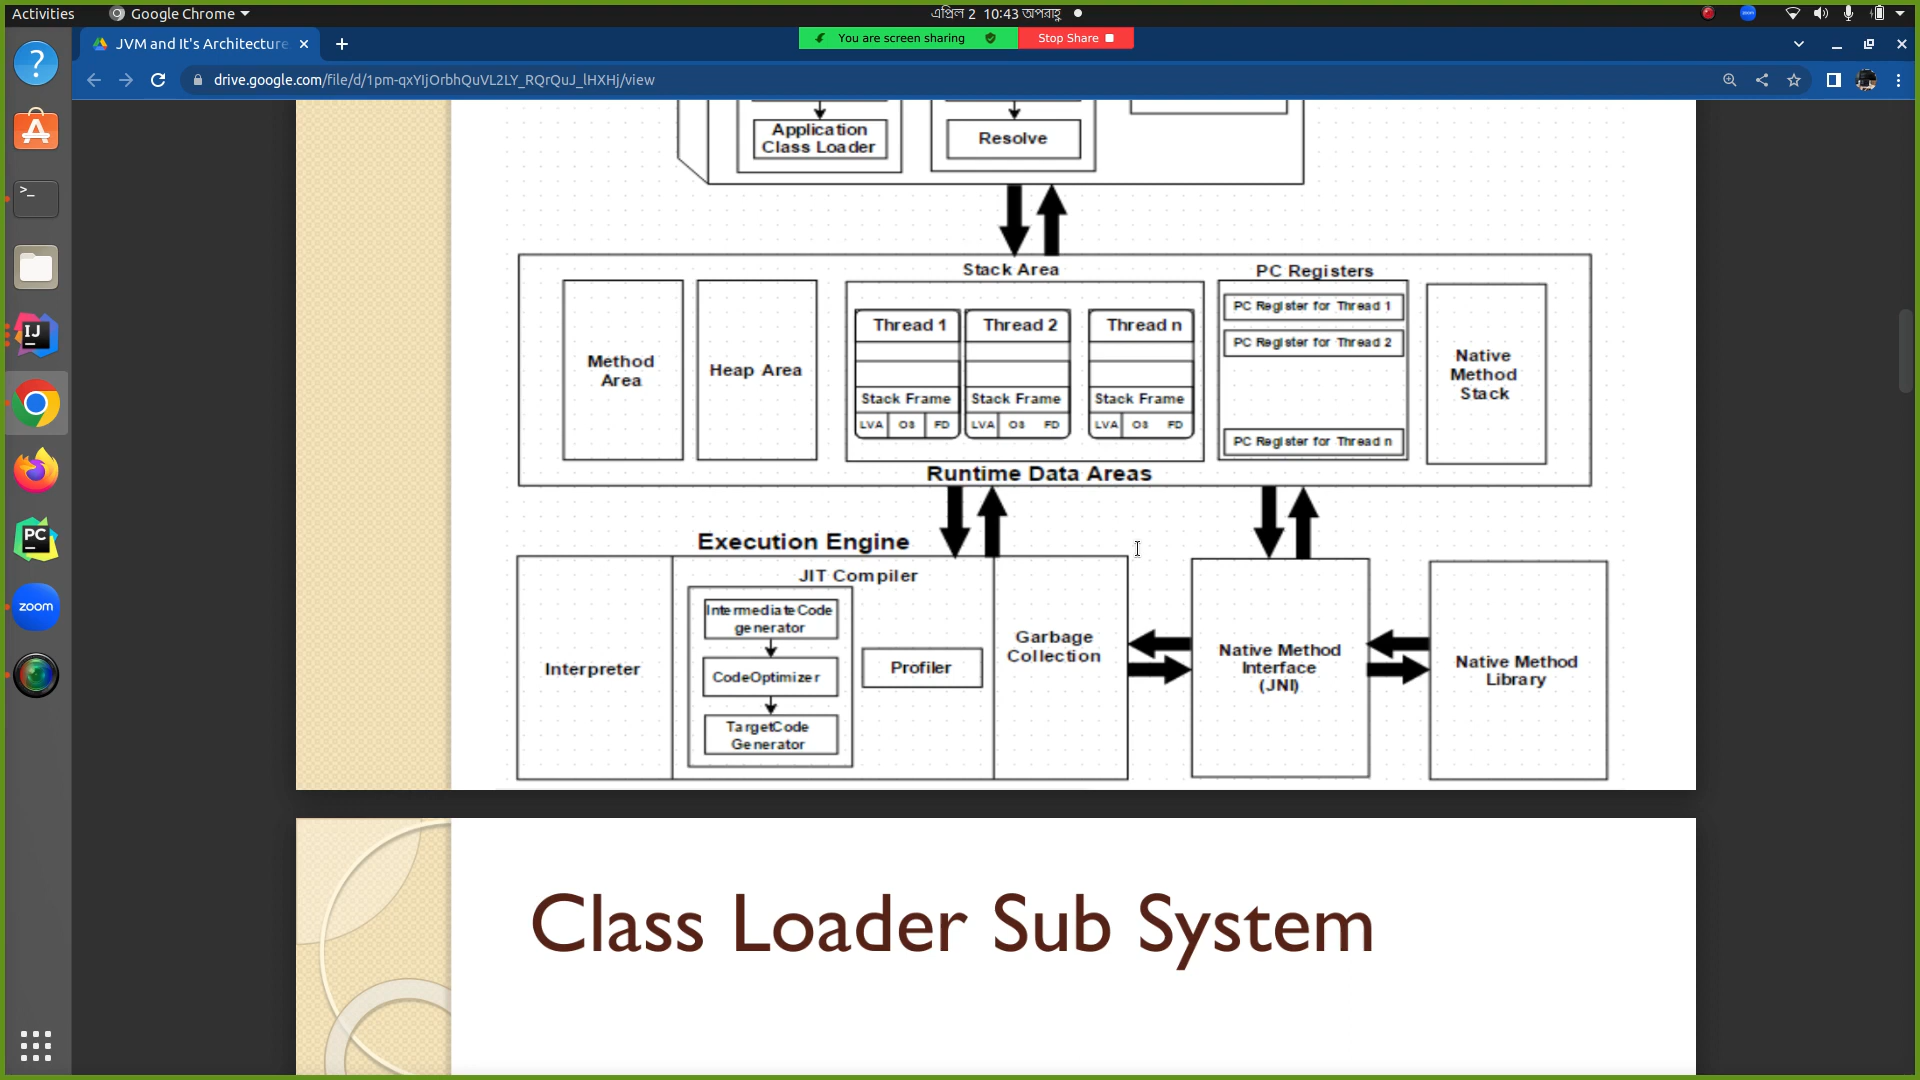 Activities
Google Chrome
এপ্রিল 2 10:43 অপরাহ্ণ
zoom
JVM and It's Architecture
You are screen sharing
Stop Share
drive.google.com/file/d/1pm-qxYIjOrbhQuVL2LY_RQrQuJ_lHXHj/view
Application
Class Loader
Resolve
Stack Area
PC Registers
Method
Area
Heap Area
Thread 1
Thread 2
Thread n
Stack Frame
Stack Frame
Stack Frame
LVA OS FD
LVA OS FD
LVA OS FD
PC Register for Thread 1
PC Register for Thread 2
PC Register for Thread n
Native
Method
Stack
Runtime Data Areas
Execution Engine
Interpreter
JIT Compiler
IntermediateCode
generator
CodeOptimizer
TargetCode
Generator
Profiler
Garbage
Collection
Native Method
Interface
(JNI)
Native Method
Library
Class Loader Sub System
IJ
PC
zoom